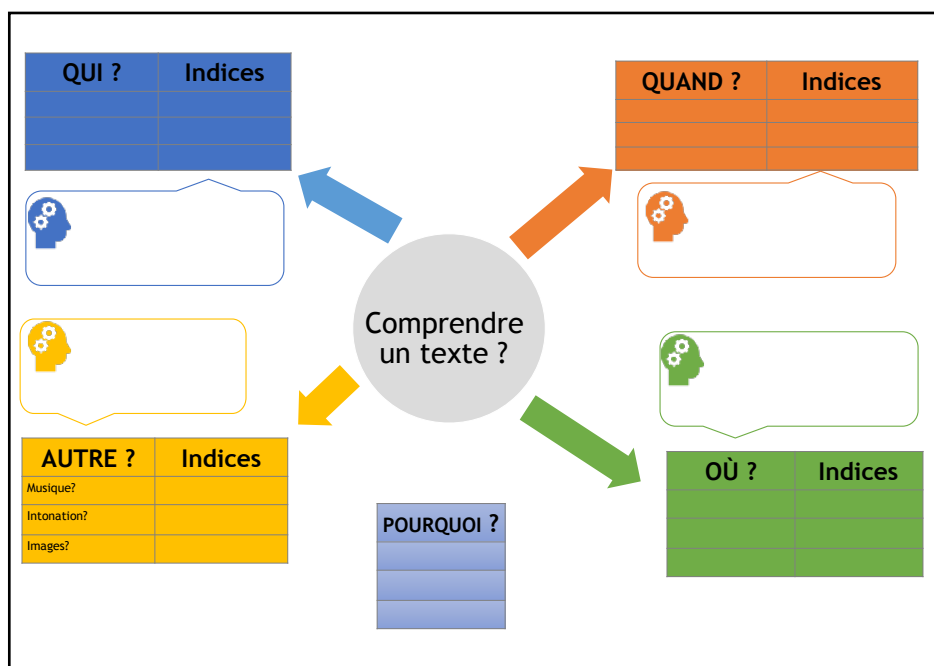 QUI ? Indices
QUAND ? Indices
Comprendre
un texte ?
AUTRE ? Indices
Musique?
Intonation?
Images?
POURQUOI ?
OÙ ? Indices